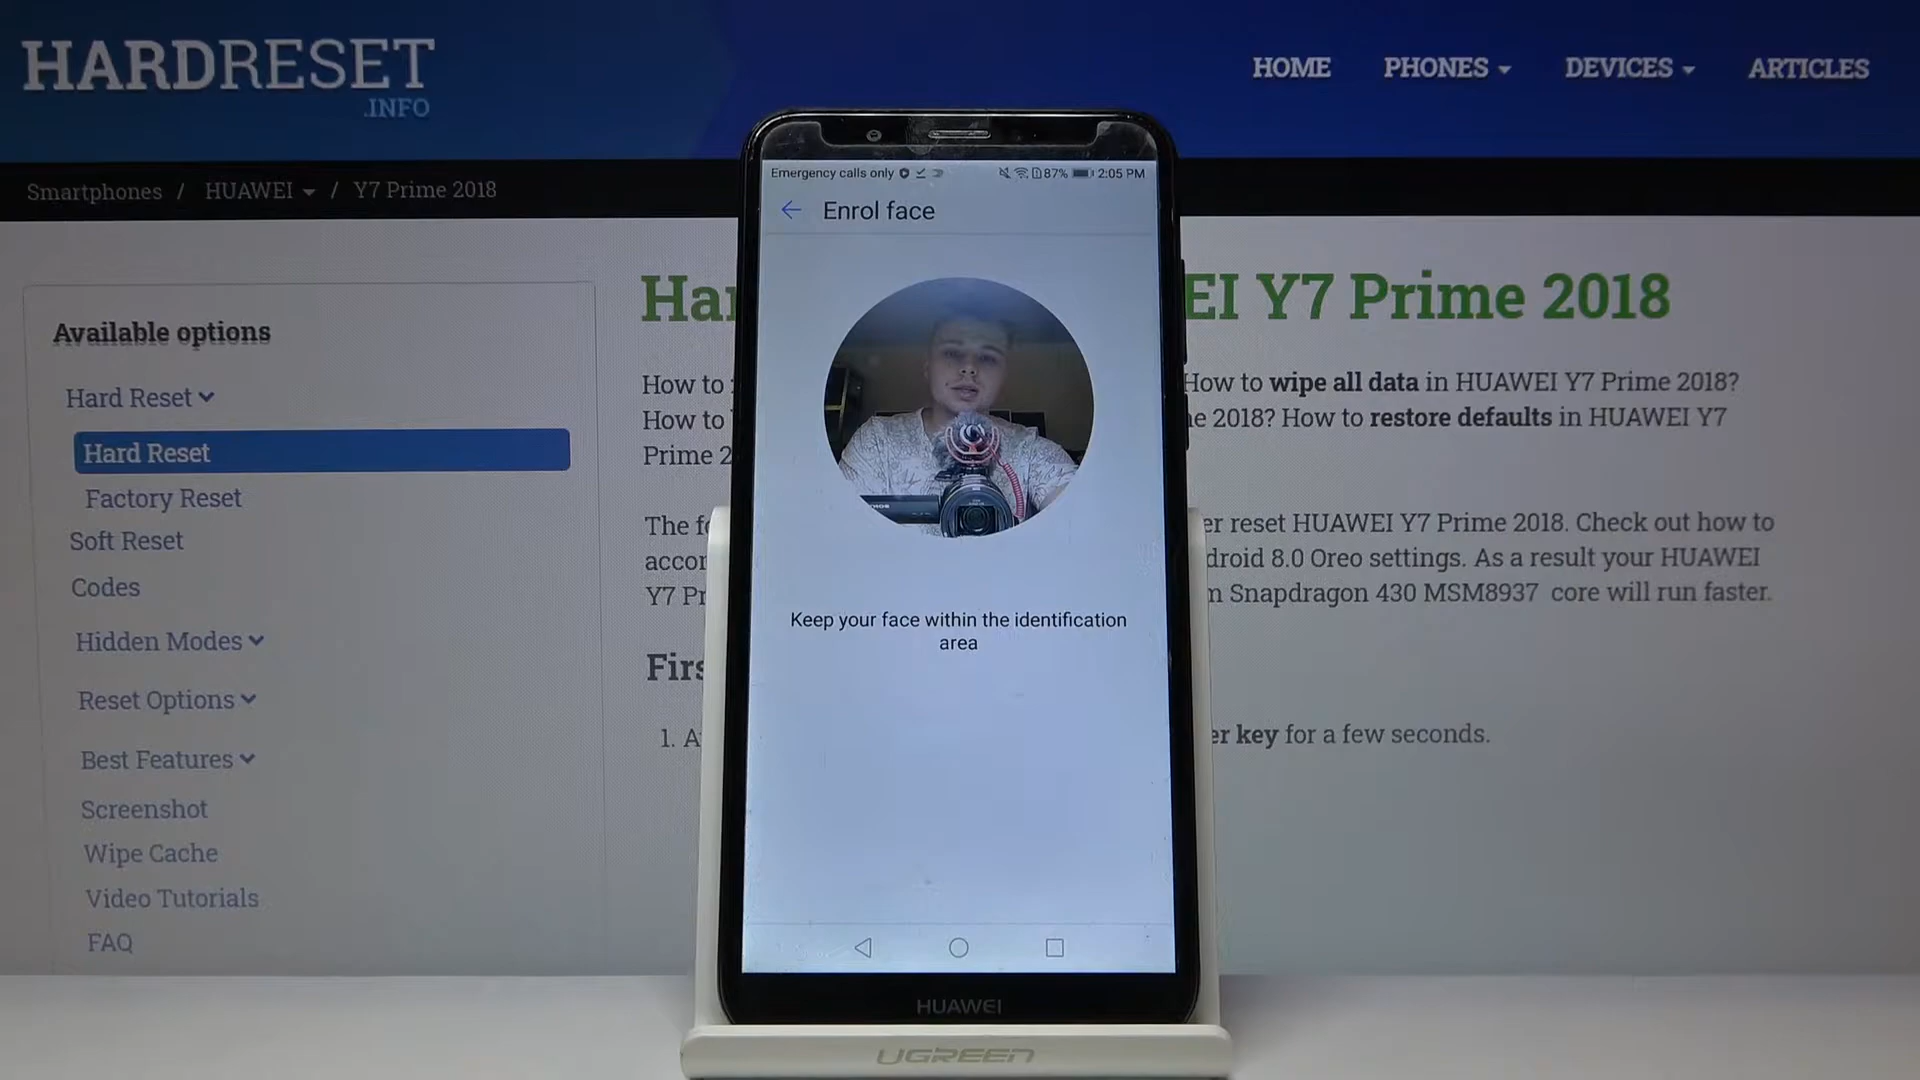 HARDRESET
.INFO
HOME PHONES DEVICES ARTICLES
Smartphones / HUAWEI / Y7 Prime 2018
Available options
Hard Reset
Hard Reset
Factory Reset
Soft Reset
Codes
Hidden Modes
Reset Options
Best Features
Screenshot
Wipe Cache
Video Tutorials
FAQ
Emergency calls only 87% 2:05 PM
Enrol face
Keep your face within the identification
area
HUAWEI
UGREEN
EI Y7 Prime 2018
How to How to wipe all data in HUAWEI Y7 Prime 2018?
How to 2018? How to restore defaults in HUAWEI Y7
Prime 2
The reset HUAWEI Y7 Prime 2018. Check out how to
accor droid 8.0 Oreo settings. As a result your HUAWEI
Y7 Pr Snapdragon 430 MSM8937 core will run faster.
Firs
1. A er key for a few seconds.